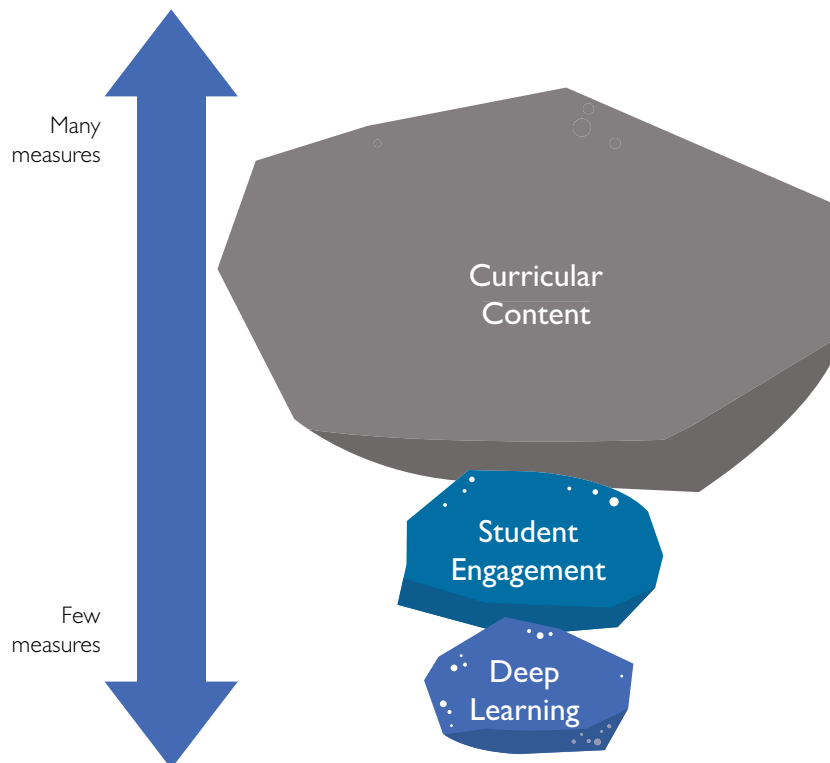 Many
measures
Curricular
Content
Student
Engagement
Few
measures
Deep
Learning